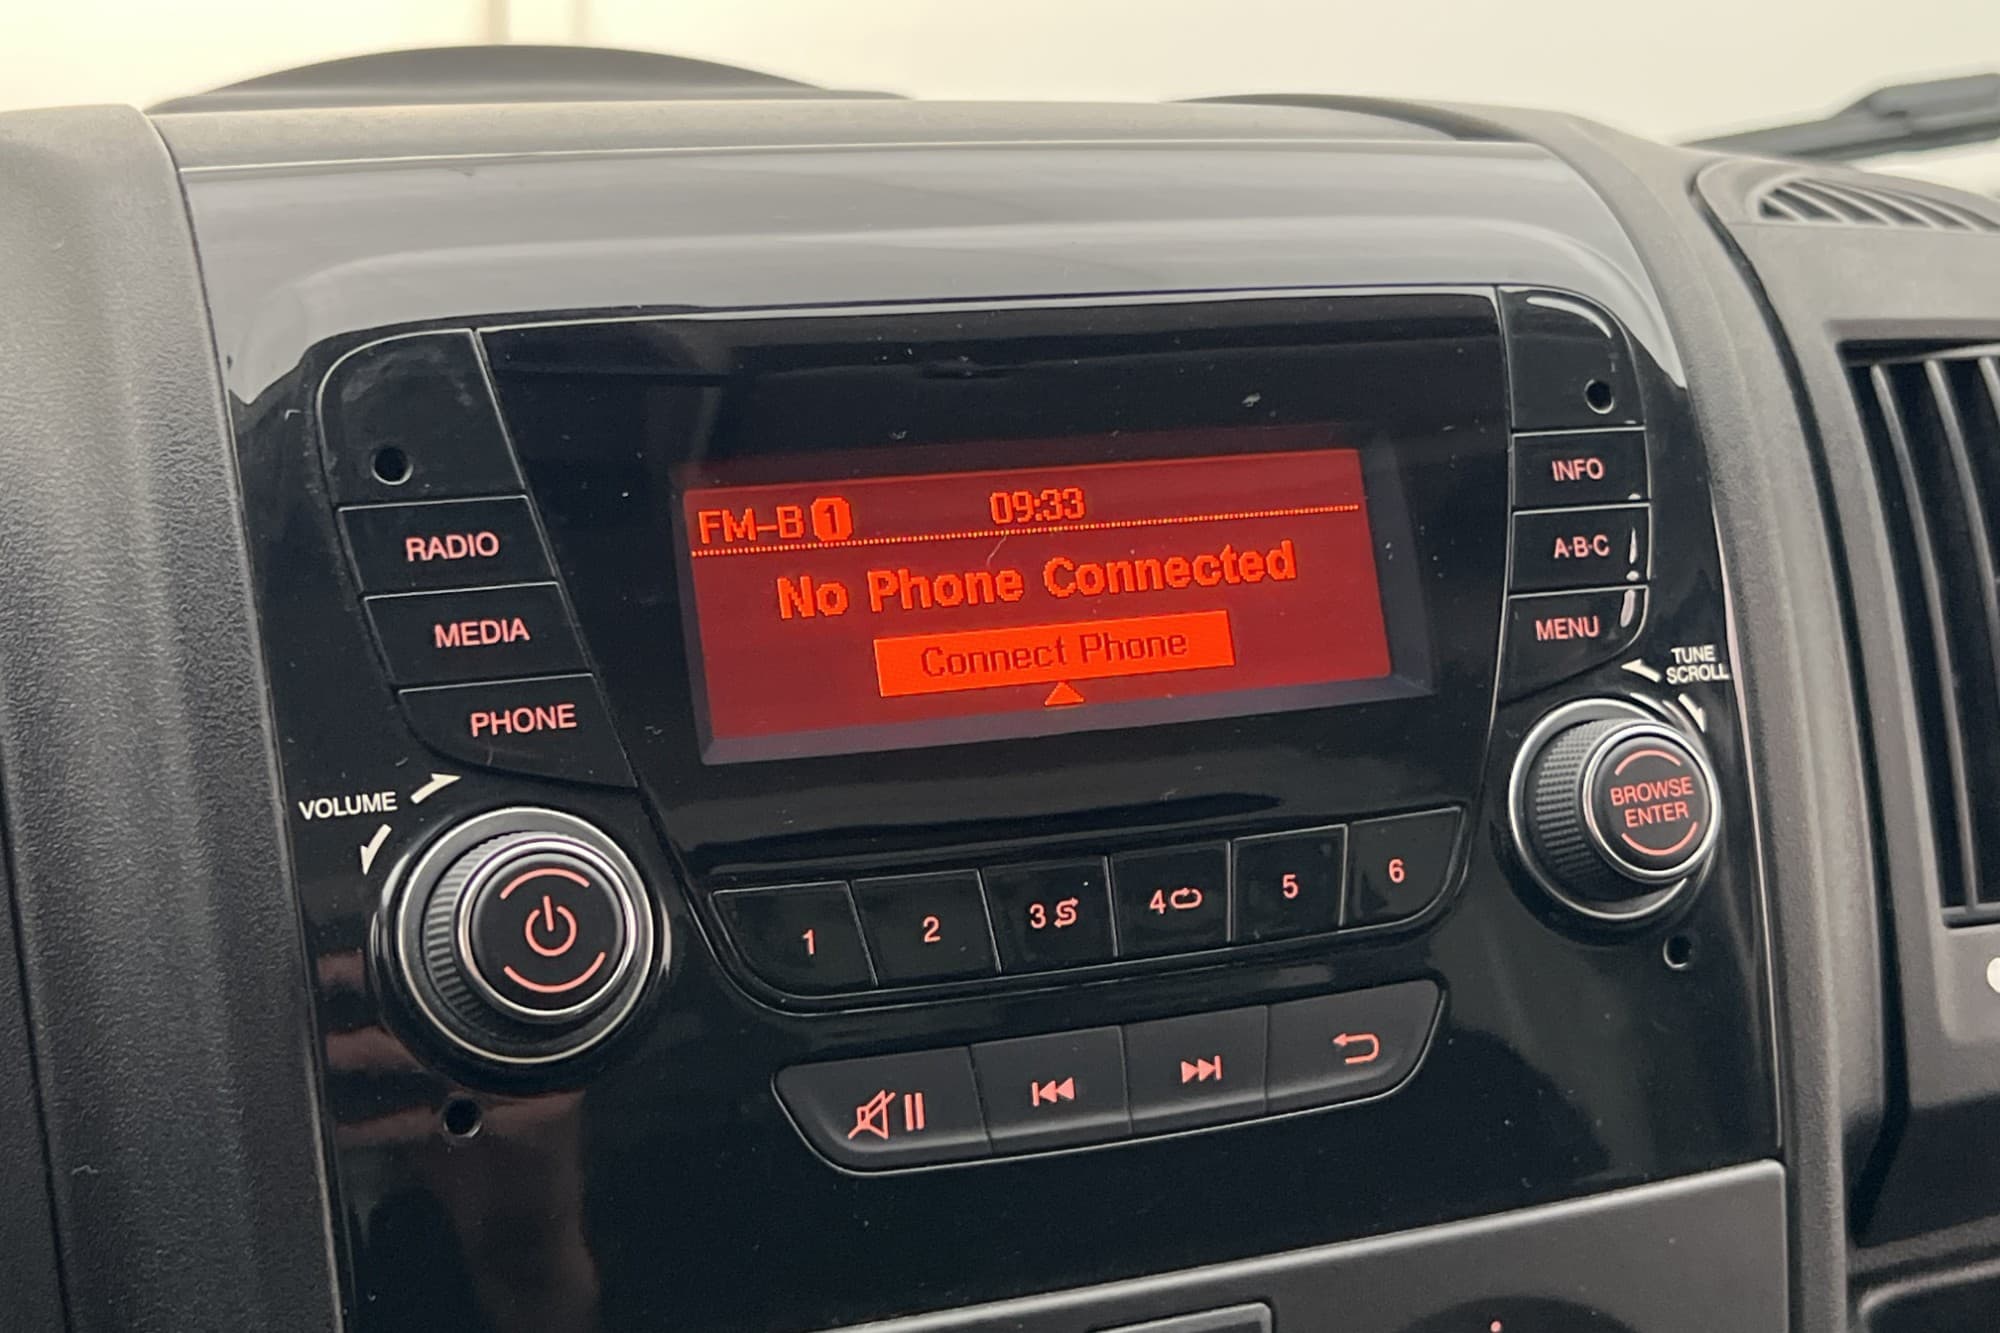 FM-B 1 09:33
No Phone Connected
Connect Phone
RADIO
MEDIA
PHONE
VOLUME
INFO
A·B·C
MENU
TUNE
SCROLL
BROWSE
ENTER
1 2 3 4 5 6